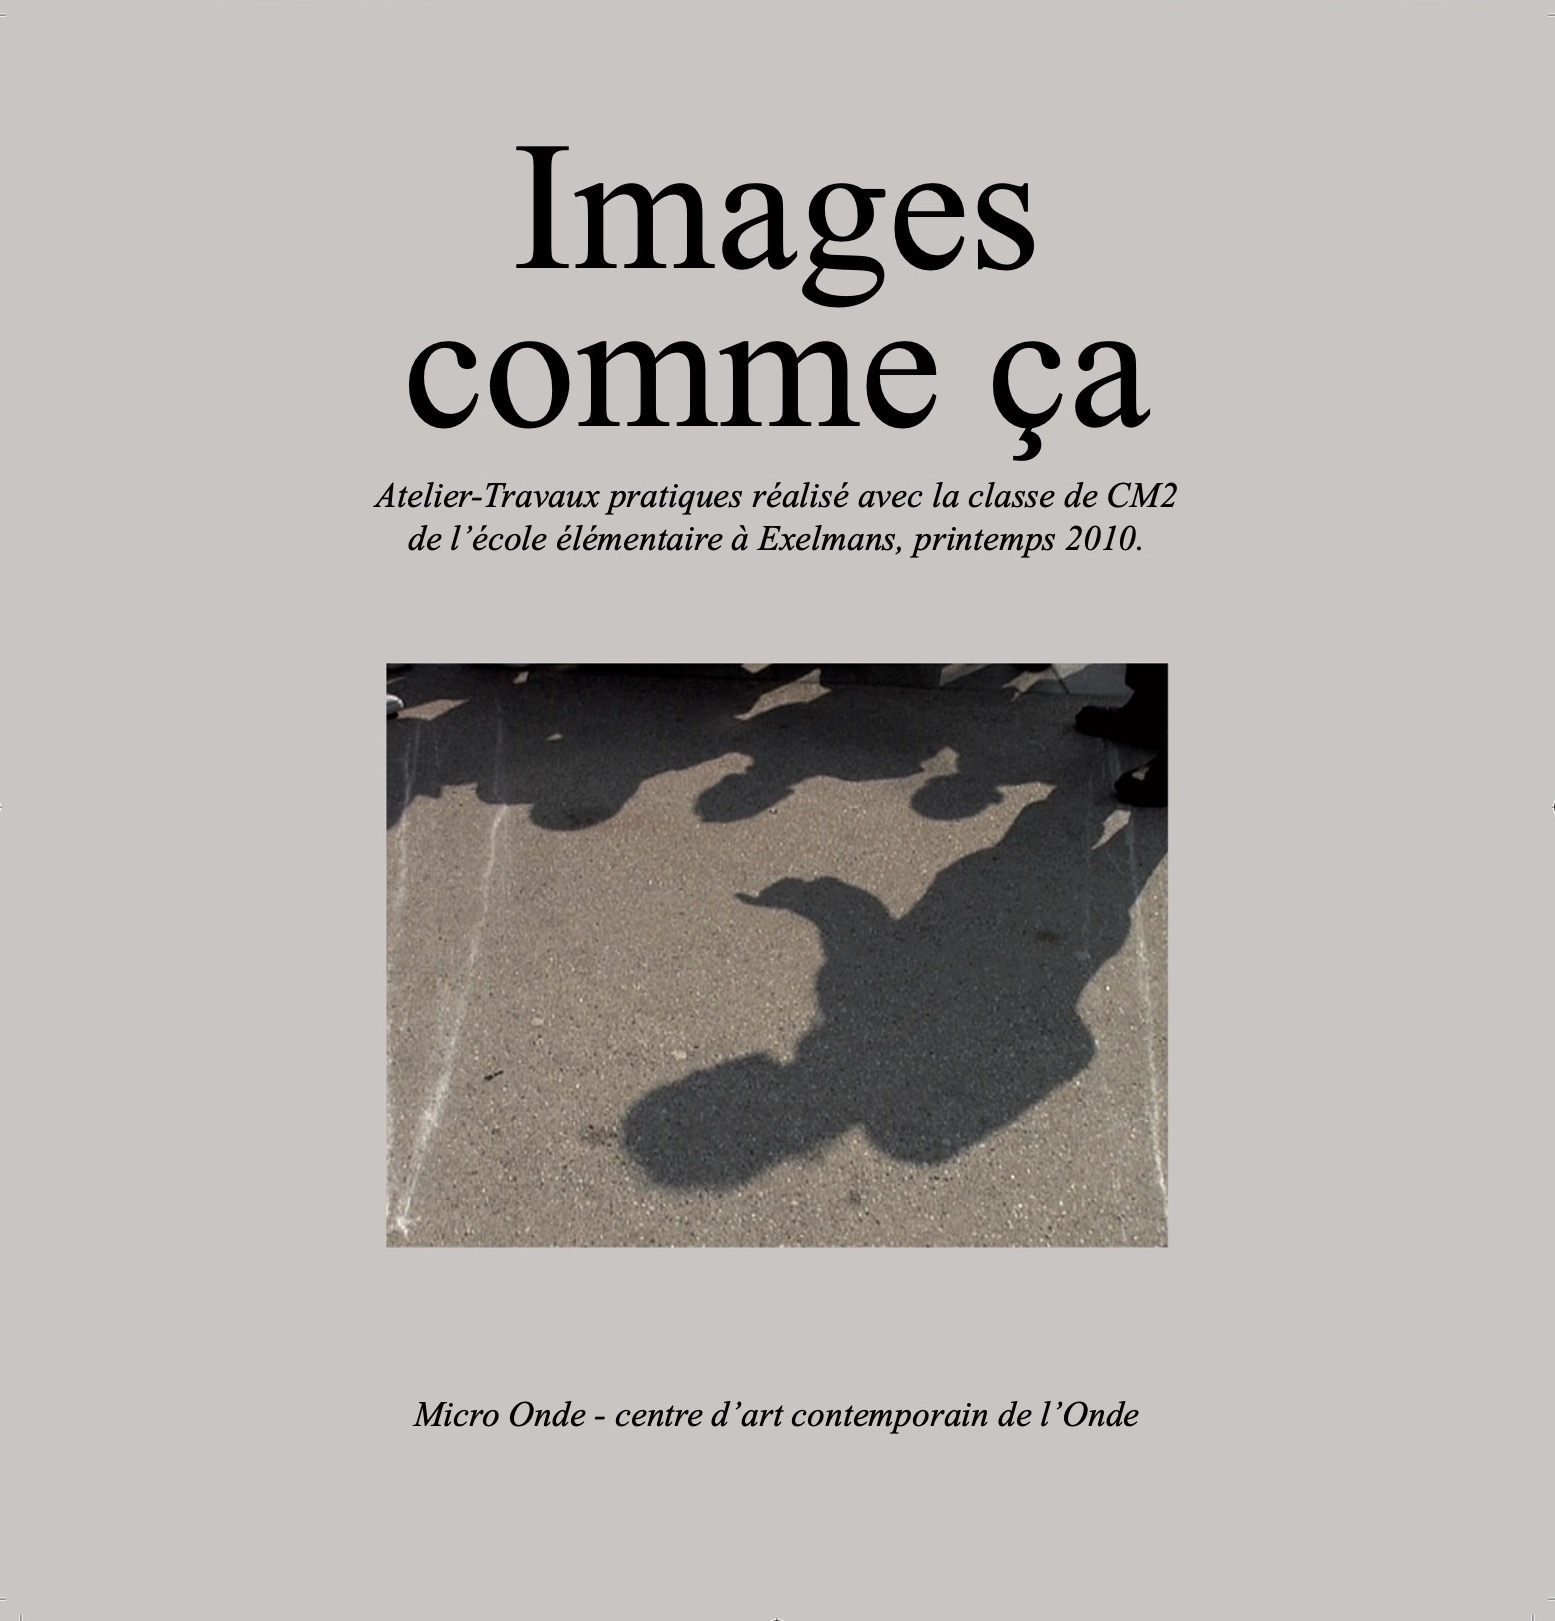 Images
comme ça
Atelier-Travaux pratiques réalisé avec la classe de CM2
de l’école élémentaire à Exelmans, printemps 2010.
Micro Onde - centre d’art contemporain de l’Onde